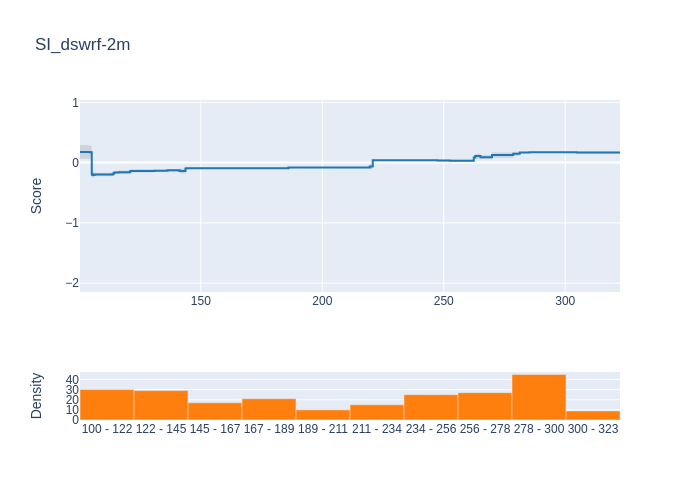 SI_dswrf-2m
1
0
−1
−2
Score
150
200
250
300
40
30
20
10
0
Density
100 - 122
122 - 145
145 - 167
167 - 189
189 - 211
211 - 234
234 - 256
256 - 278
278 - 300
300 - 323